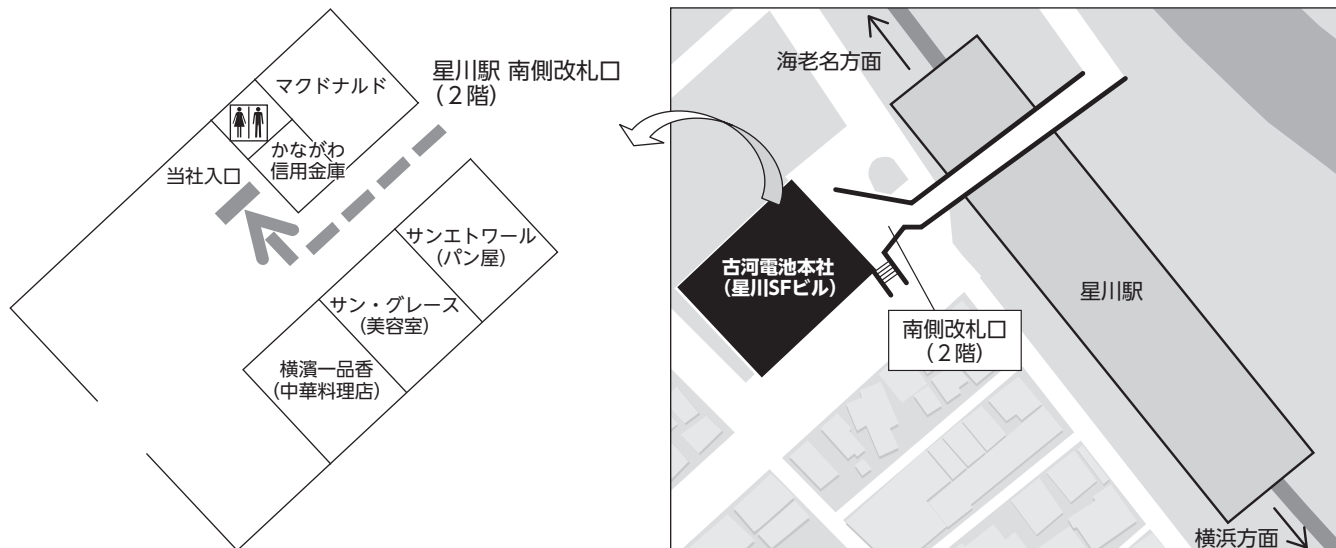 マクドナルド
星川駅 南側改札口
（２階）
かながわ
信用金庫
当社入口
サンエトワール
(パン屋)
サン・グレース
(美容室)
横濱一品香
(中華料理店)
海老名方面
古河電池本社
(星川SFビル)
星川駅
南側改札口
（２階）
横浜方面